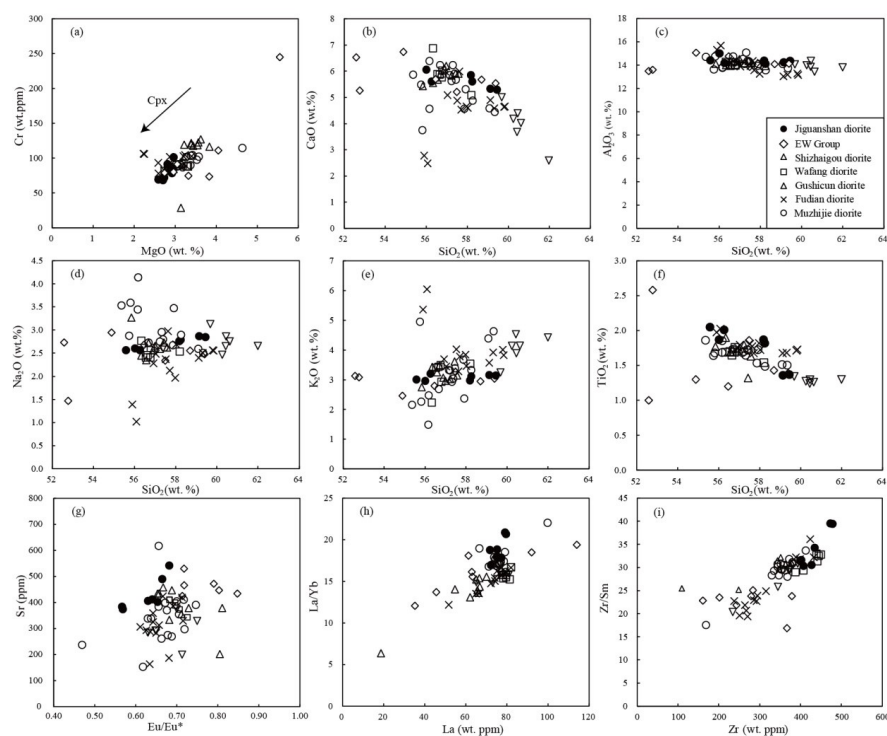 (a)
Cr (wt.ppm)
300
250
200
150
100
50
0
Cpx
0 1 2 3 4 5 6
MgO (wt. %)
(b)
CaO (wt.%)
8
7
6
5
4
3
2
1
0
52 54 56 58 60 62 64
SiO2(wt. %)
(c)
Al2O3 (wt.%)
18
16
14
12
10
8
6
4
2
0
Jiguanshan diorite
EW Group
Shizhaigou diorite
Wafang diorite
Gushicun diorite
Fudian diorite
Muzhijie diorite
52 54 56 58 60 62 64
SiO2(wt. %)
(d)
Na2O (wt.%)
4.5
4.0
3.5
3.0
2.5
2.0
1.5
1.0
0.5
0.0
52 54 56 58 60 62 64
SiO2(wt. %)
(e)
K2O (wt.%)
7
6
5
4
3
2
1
0
52 54 56 58 60 62 64
SiO2(wt. %)
(f)
TiO2(wt.%)
3.0
2.5
2.0
1.5
1.0
0.5
0.0
52 54 56 58 60 62 64
SiO2(wt. %)
(g)
Sr (ppm)
800
700
600
500
400
300
200
100
0
0.40 0.50 0.60 0.70 0.80 0.90 1.00
Eu/Eu*
(h)
La/Yb
25
20
15
10
5
0
0 20 40 60 80 100 120
La (wt. ppm)
(i)
Zr/Sm
45
40
35
30
25
20
15
10
5
0
0 100 200 300 400 500 600
Zr (wt. ppm)